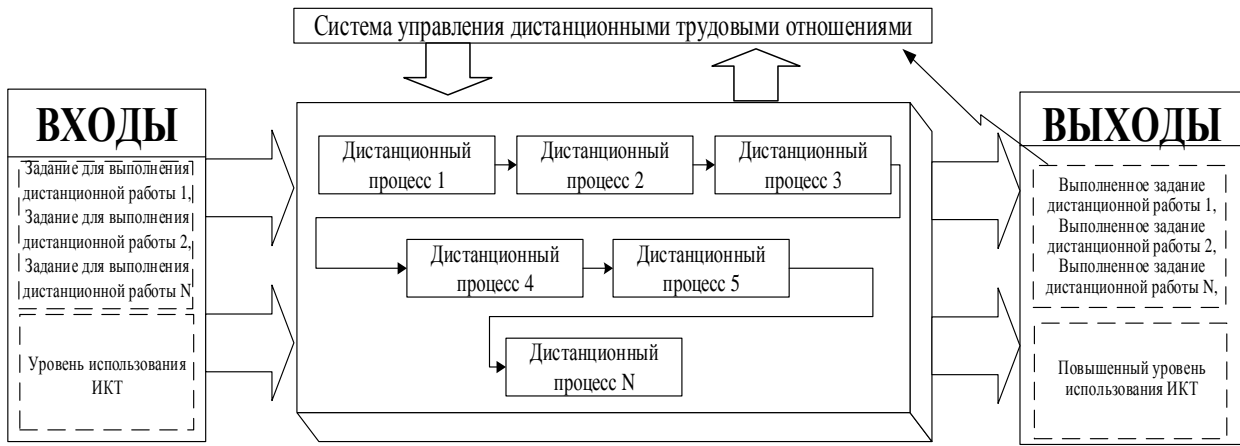 Система управления дистанционными трудовыми отношениями
ВХОДЫ
Задание для выполнения
дистанционной работы 1,
Задание для выполнения
дистанционной работы 2,
Задание для выполнения
дистанционной работы N
Уровень использования
ИКТ
Дистанционный
процесс 1
Дистанционный
процесс 2
Дистанционный
процесс 3
Дистанционный
процесс 4
Дистанционный
процесс 5
Дистанционный
процесс N
ВЫХОДЫ
Выполненное задание
дистанционной работы 1,
Выполненное задание
дистанционной работы 2,
Выполненное задание
дистанционной работы N,
Повышенный уровень
использования ИКТ